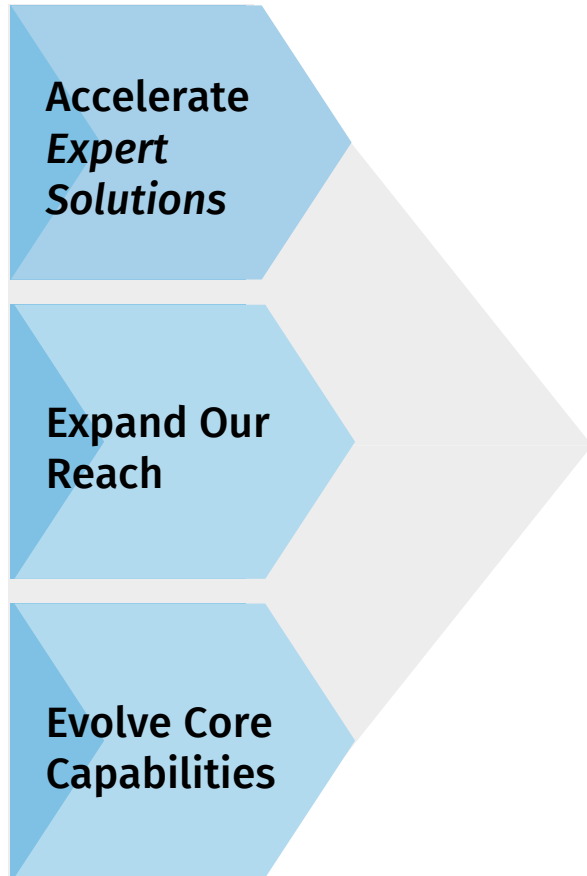 Accelerate
Expert
Solutions
Expand Our
Reach
Evolve Core
Capabilities